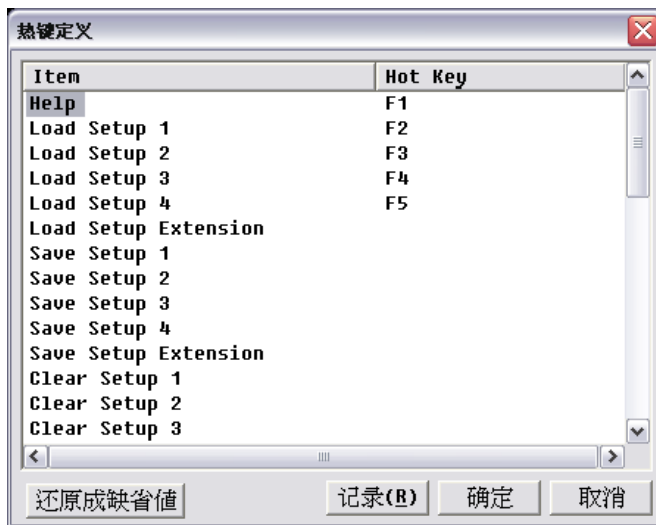 热键定义
Item Hot Key
Help F1
Load Setup 1 F2
Load Setup 2 F3
Load Setup 3 F4
Load Setup 4 F5
Load Setup Extension
Save Setup 1
Save Setup 2
Save Setup 3
Save Setup 4
Save Setup Extension
Clear Setup 1
Clear Setup 2
Clear Setup 3
还原成缺省值 记录(R) 确定 取消